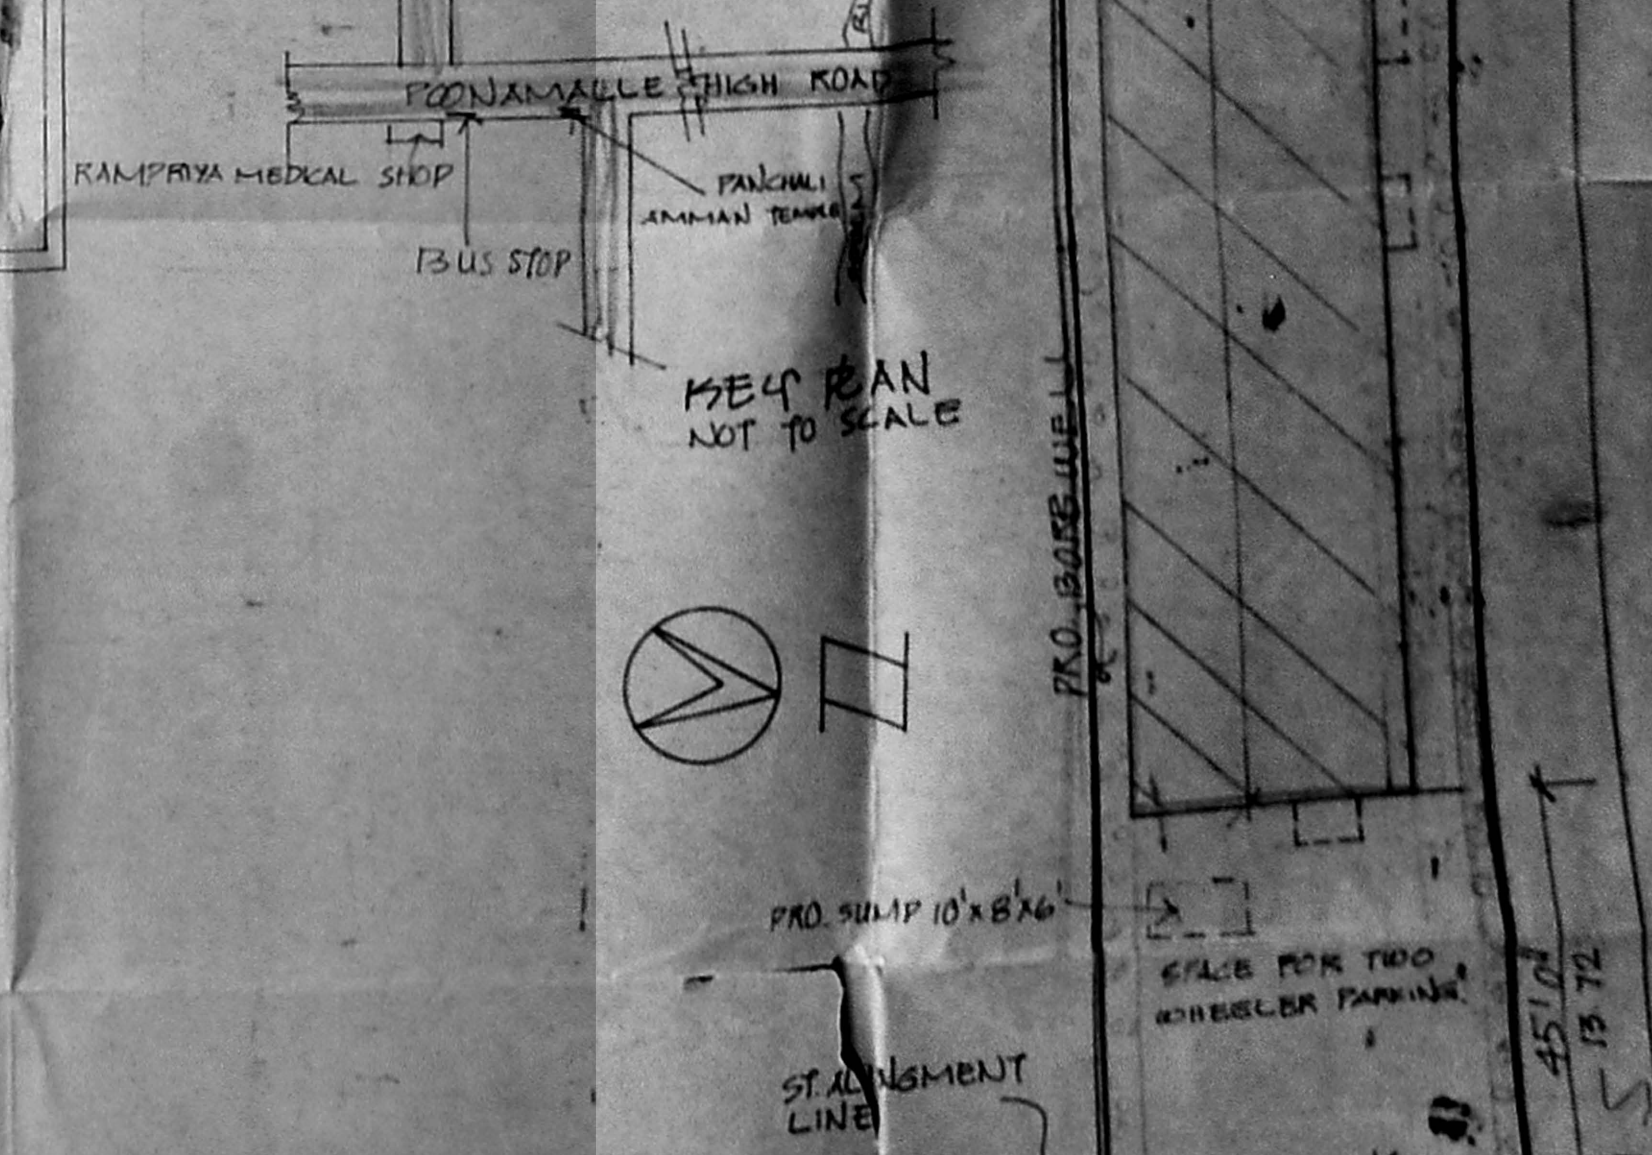 POONAMALLE HIGH ROAD
RAMPRIYA MEDICAL SHOP
PANCHALI
AMMAN TEMPLE
BUS STOP
KEY PLAN
NOT TO SCALE
PRO. BOREWELL
N
PRO. SUMP 10'x8'x6'
SPACE FOR TWO
WHEELER PARKING.
45'0"
13.72
ST. ALINGMENT
LINE